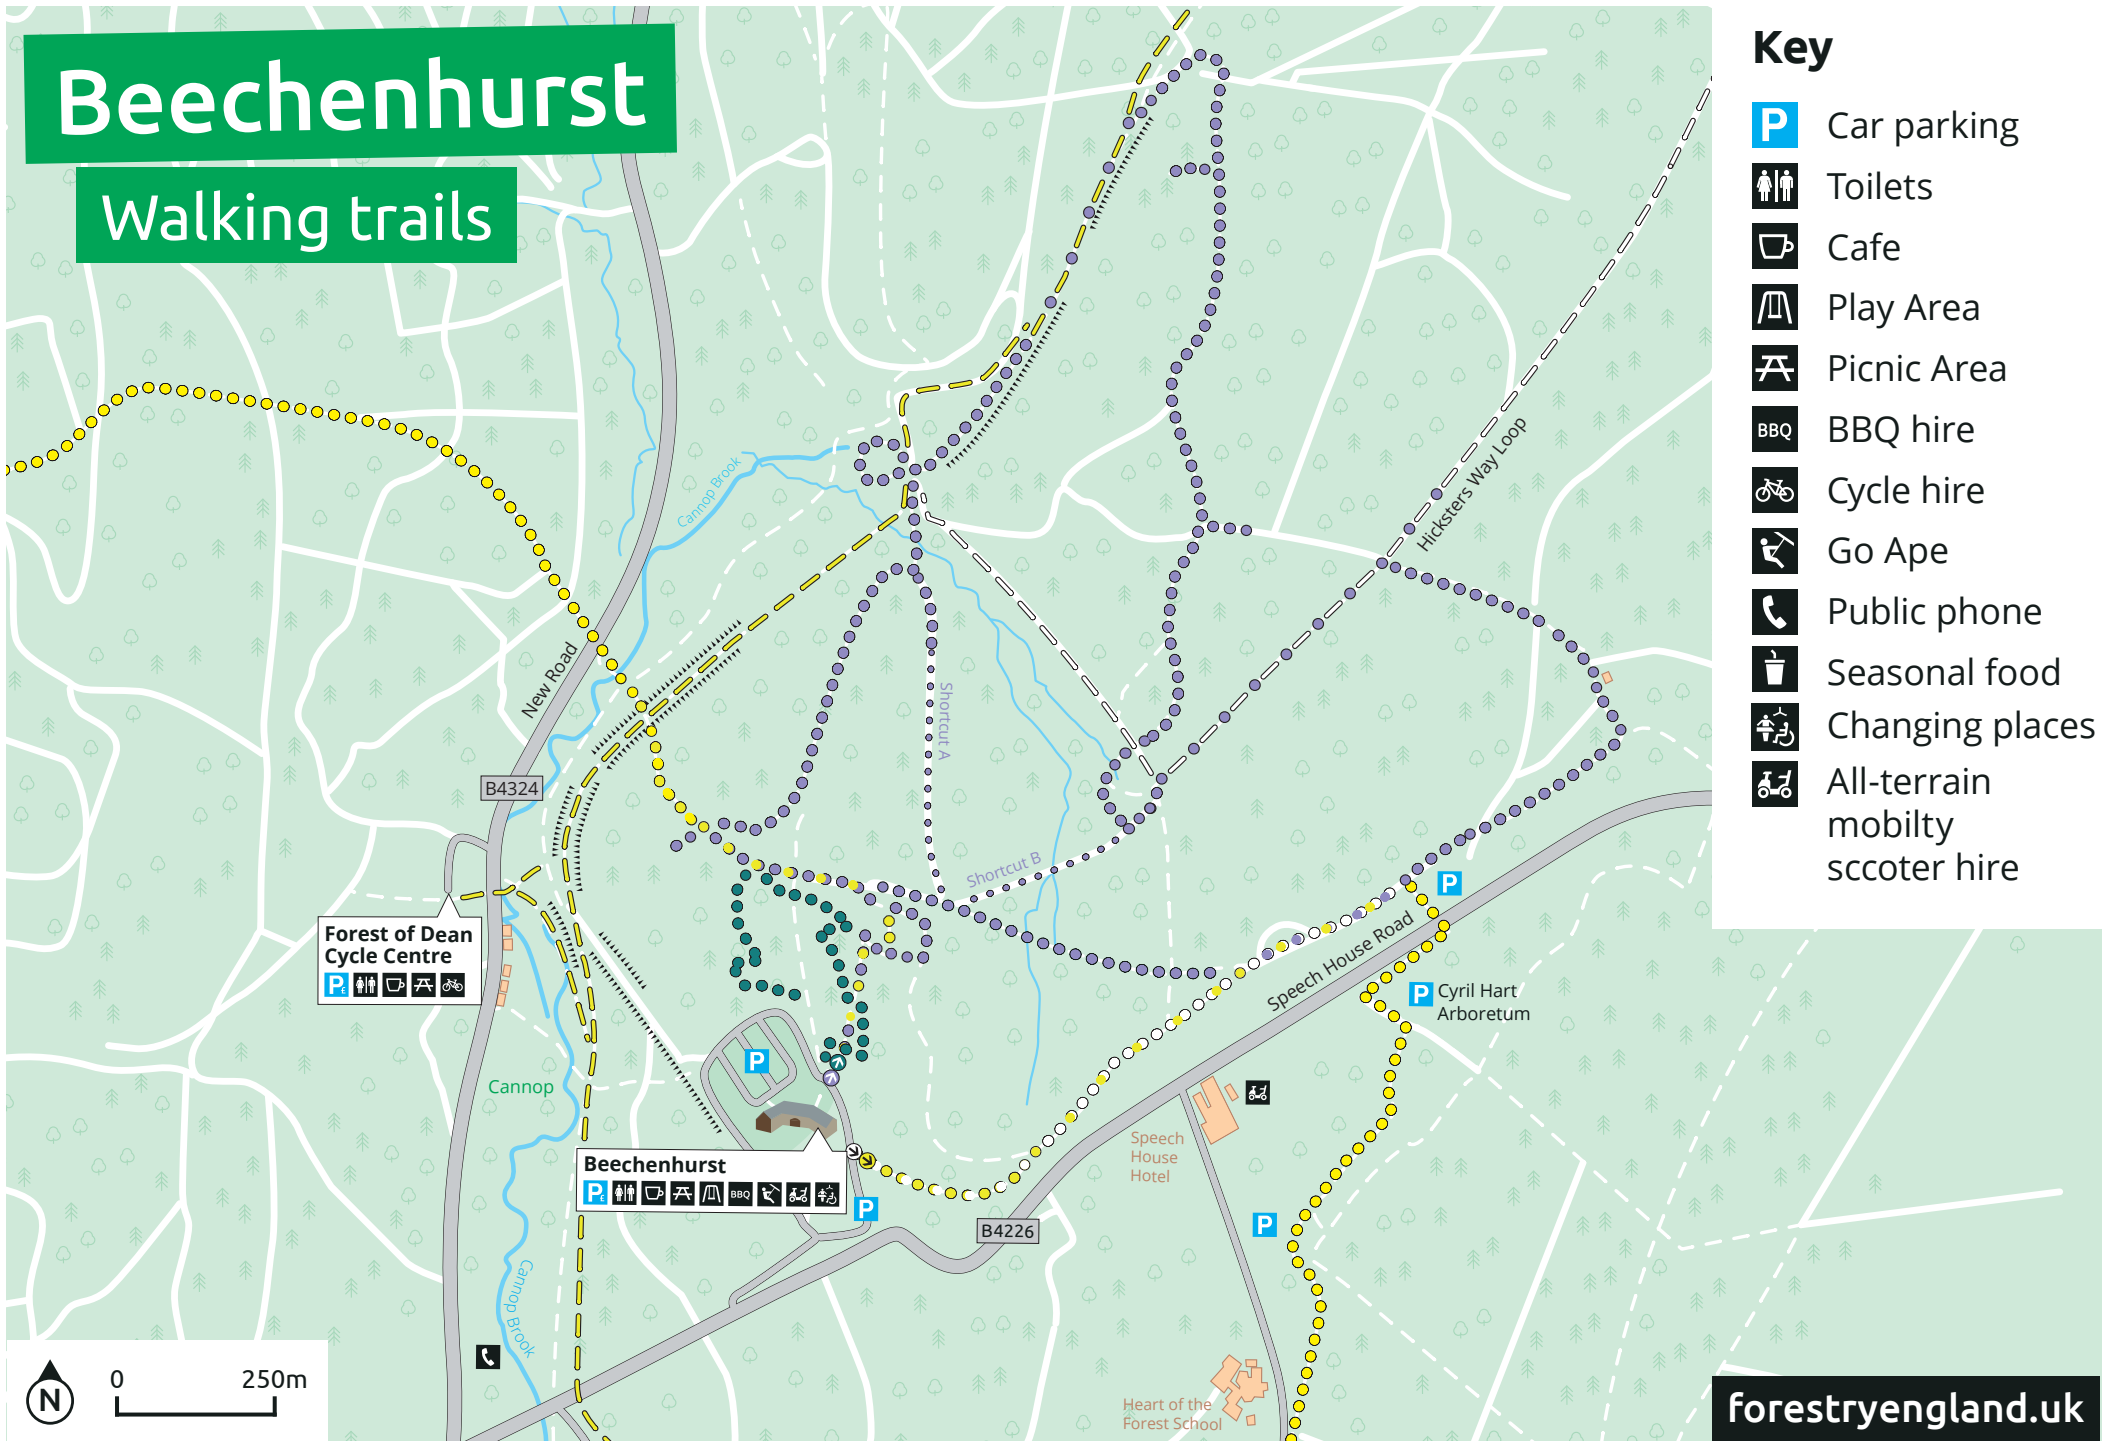 Beechenhurst
Walking trails
Key
P Car parking
Toilets
Cafe
Play Area
Picnic Area
BBQ BBQ hire
Cycle hire
Go Ape
Public phone
Seasonal food
Changing places
All-terrain
mobilty
sccoter hire
Cannop Brook
Hicksters Way Loop
New Road
Shortcut A
B4324
Shortcut B
P
Forest of Dean
Cycle Centre
P£
Speech House Road
P Cyril Hart
Arboretum
P
Cannop
Speech
House
Hotel
Beechenhurst
P£ BBQ
P
P
B4226
Cannop Brook
N
0 250m
Heart of the
Forest School
forestryengland.uk